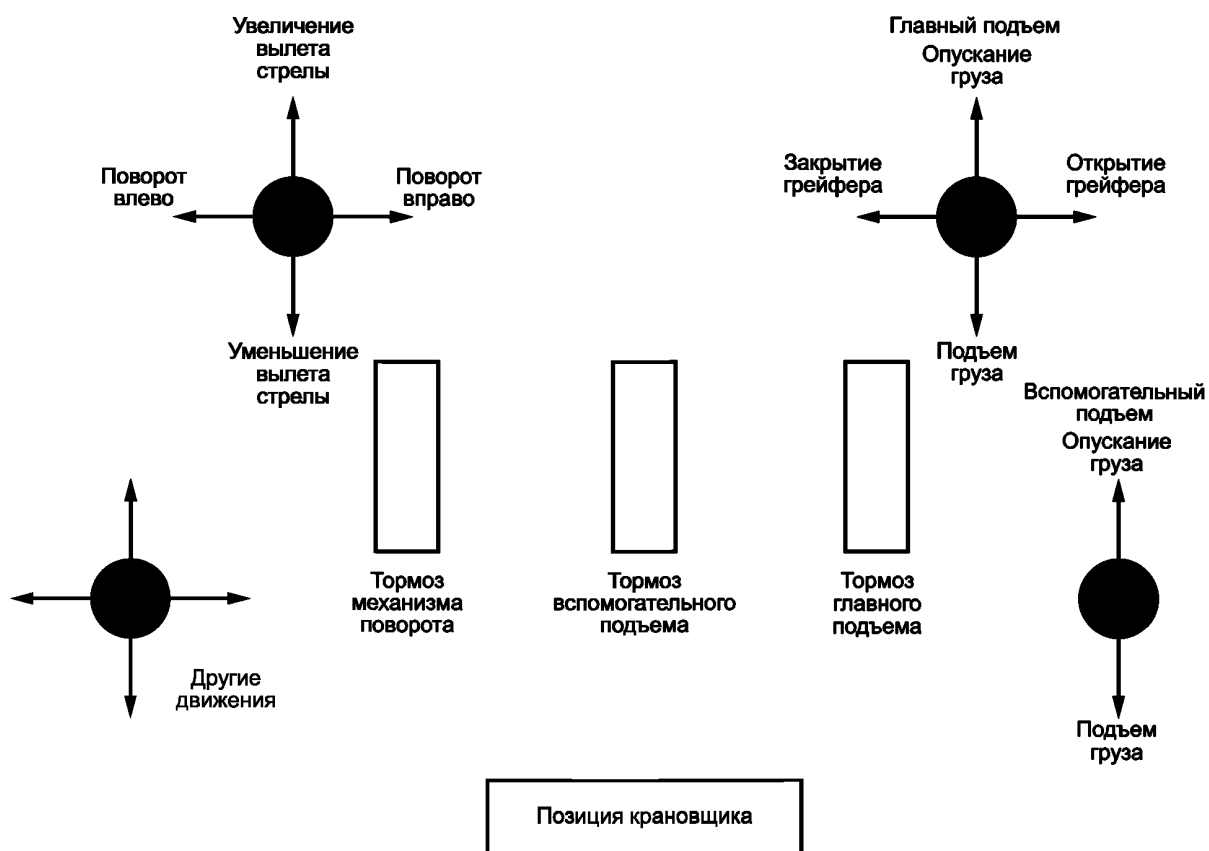 Увеличение
вылета
стрелы
Поворот
влево
Поворот
вправо
Уменьшение
вылета
стрелы
Главный подъем
Опускание
груза
Закрытие
грейфера
Открытие
грейфера
Подъем
груза
Вспомогательный
подъем
Опускание
груза
Подъем
груза
Другие
движения
Тормоз
механизма
поворота
Тормоз
вспомогательного
подъема
Тормоз
главного
подъема
Позиция крановщика